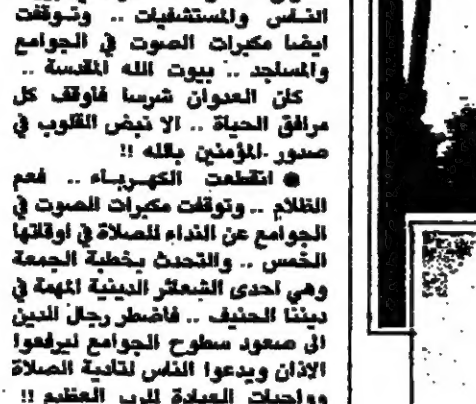 الناس والمستشفيات .. وتوقفت
ايضا مكبرات الصوت في الجوامع
والمساجد .. بيوت الله المقدسة ..
كان العدوان شرسا فاوقف كل
مرافق الحياة .. الا نبض القلوب في
صدور المؤمنين بالله !!
● انقطعت الكهرباء .. فعم
الظلام .. وتوقفت مكبرات الصوت في
الجوامع عن النداء للصلاة في اوقاتها
الخمس .. والتحدث بخطبة الجمعة
وهي احدى الشعائر الدينية المهمة في
ديننا الحنيف .. فاضطر رجال الدين
الى صعود سطوح الجوامع ليرفعوا
الاذان ويدعوا الناس لتادية الصلاة
وواجبات العبادة للرب العظيم !!